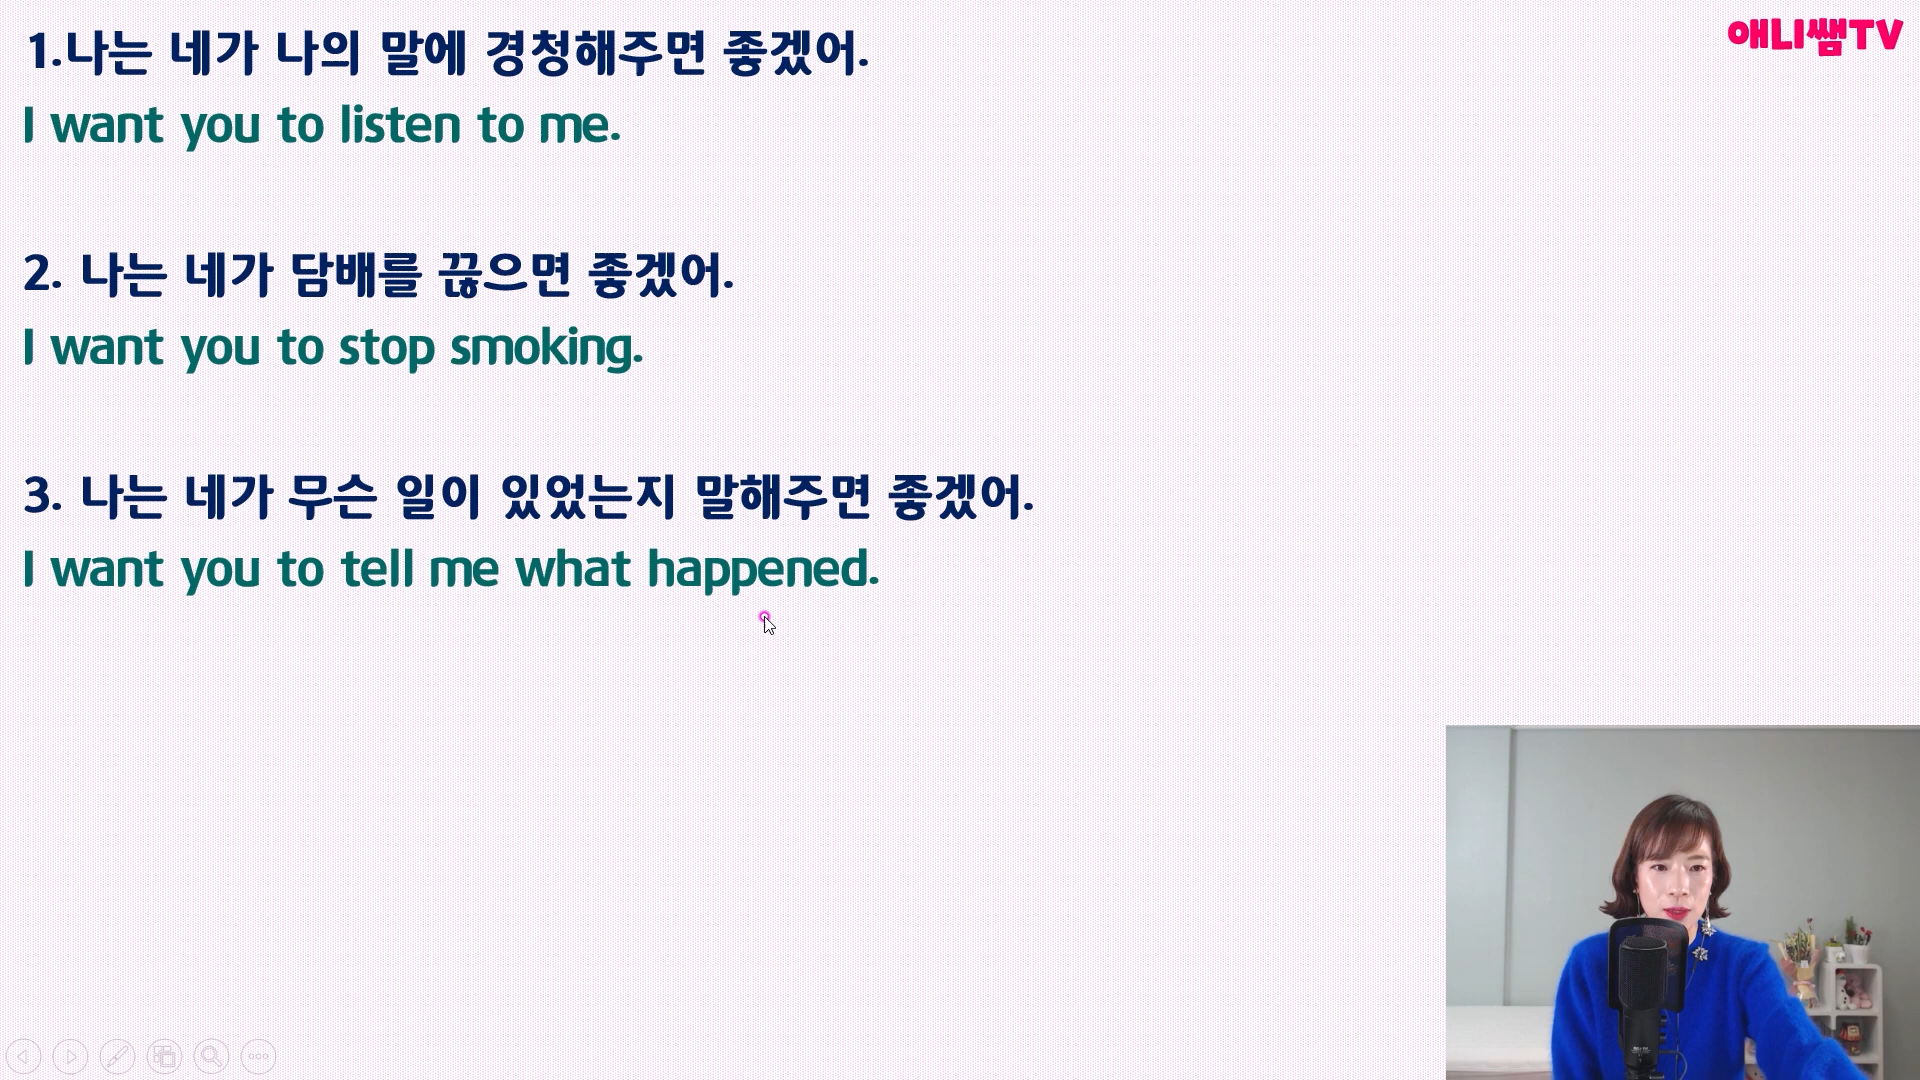 1.나는 네가 나의 말에 경청해주면 좋겠어.
애니쌤TV
I want you to listen to me.
2. 나는 네가 담배를 끊으면 좋겠어.
I want you to stop smoking.
3. 나는 네가 무슨 일이 있었는지 말해주면 좋겠어.
I want you to tell me what happened.